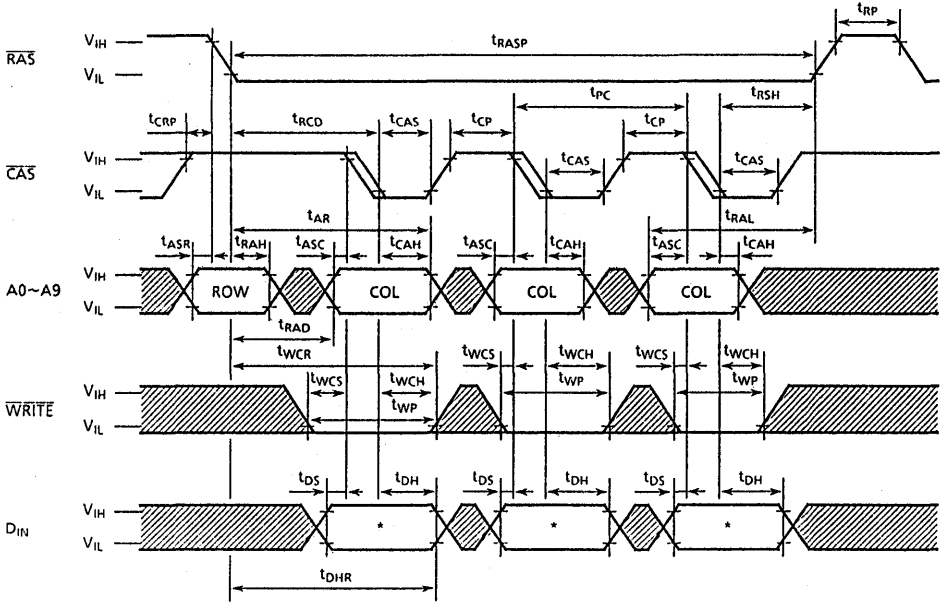 tRP
RAS VIH
VIL
tRASP
tPC tRSH
tCRP tRCD tCAS tCP tCP
CAS VIH
VIL
tCAS tCAS
tAR tRAL
tASR tRAH tASC tCAH tASC tCAH tASC tCAH
A0~A9 VIH
VIL
ROW COL COL COL
tRAD
tWCR tWCS tWCH tWCS tWCH
tWCS tWCH tWP tWP
WRITE VIH
VIL
tWP
tDS tDH tDS tDH tDS tDH
DIN VIH
VIL
* * *
tDHR